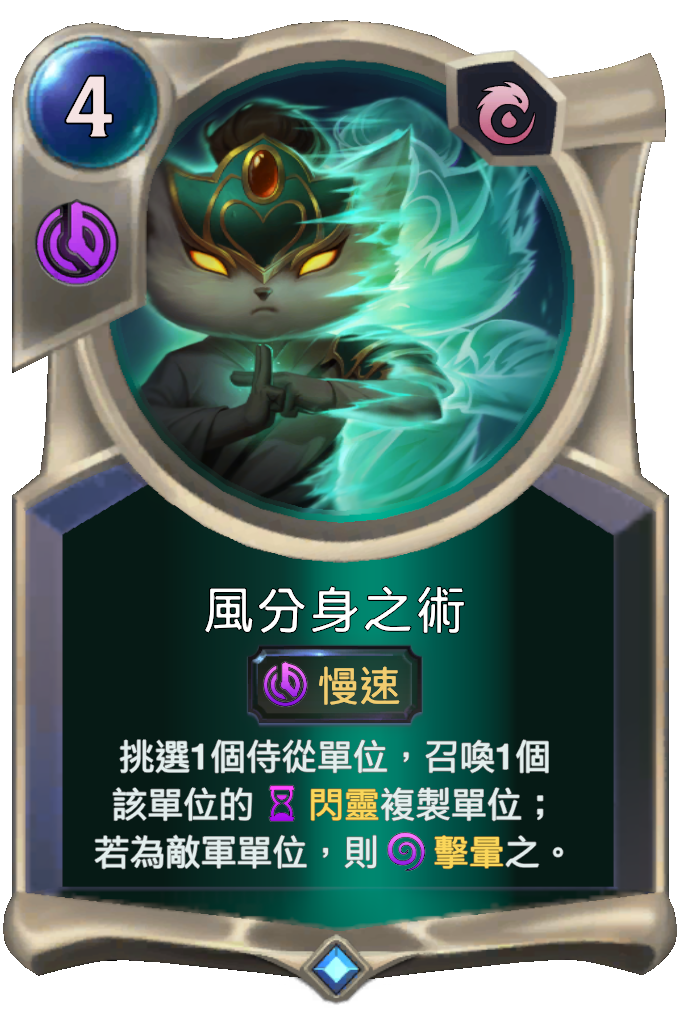 4
風分身之術
慢速
挑選1個侍從單位，召喚1個
該單位的 閃靈複製單位；
若為敵軍單位，則 擊暈之。